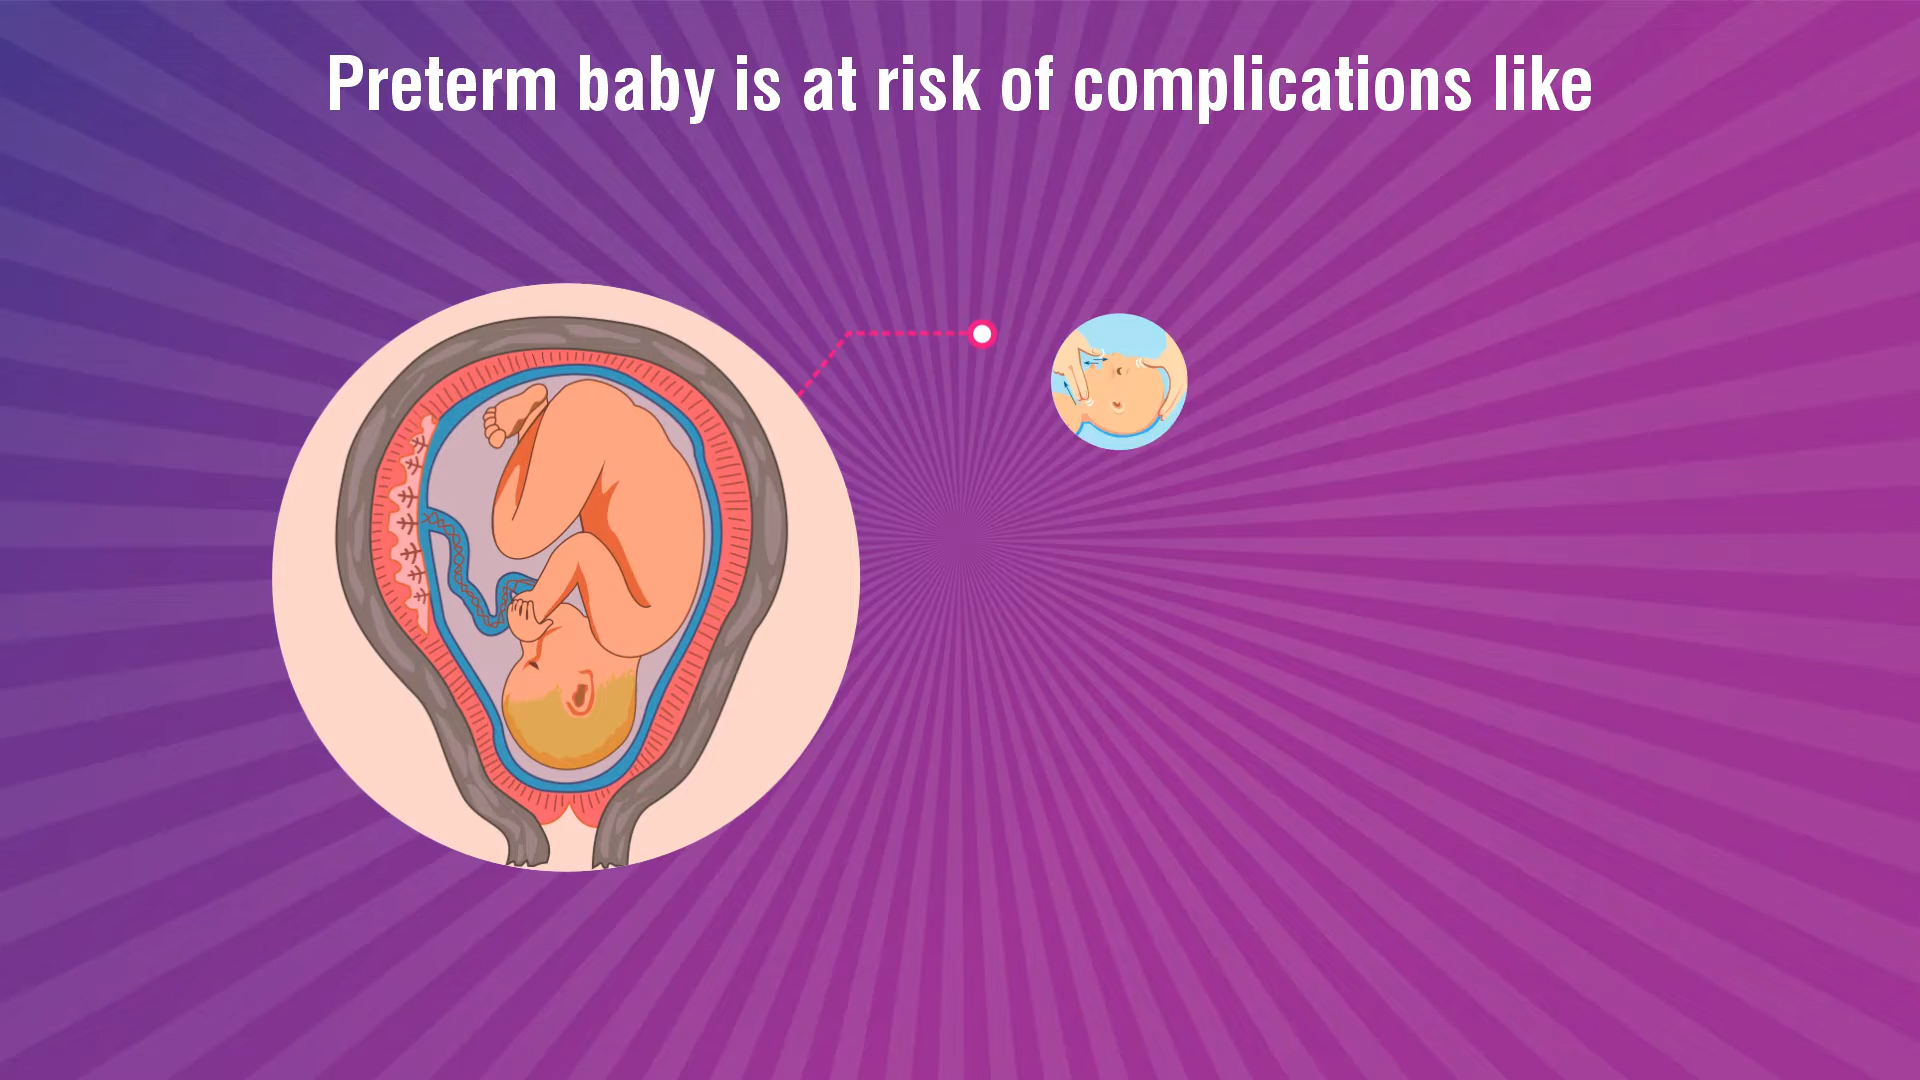 Preterm baby is at risk of complications like